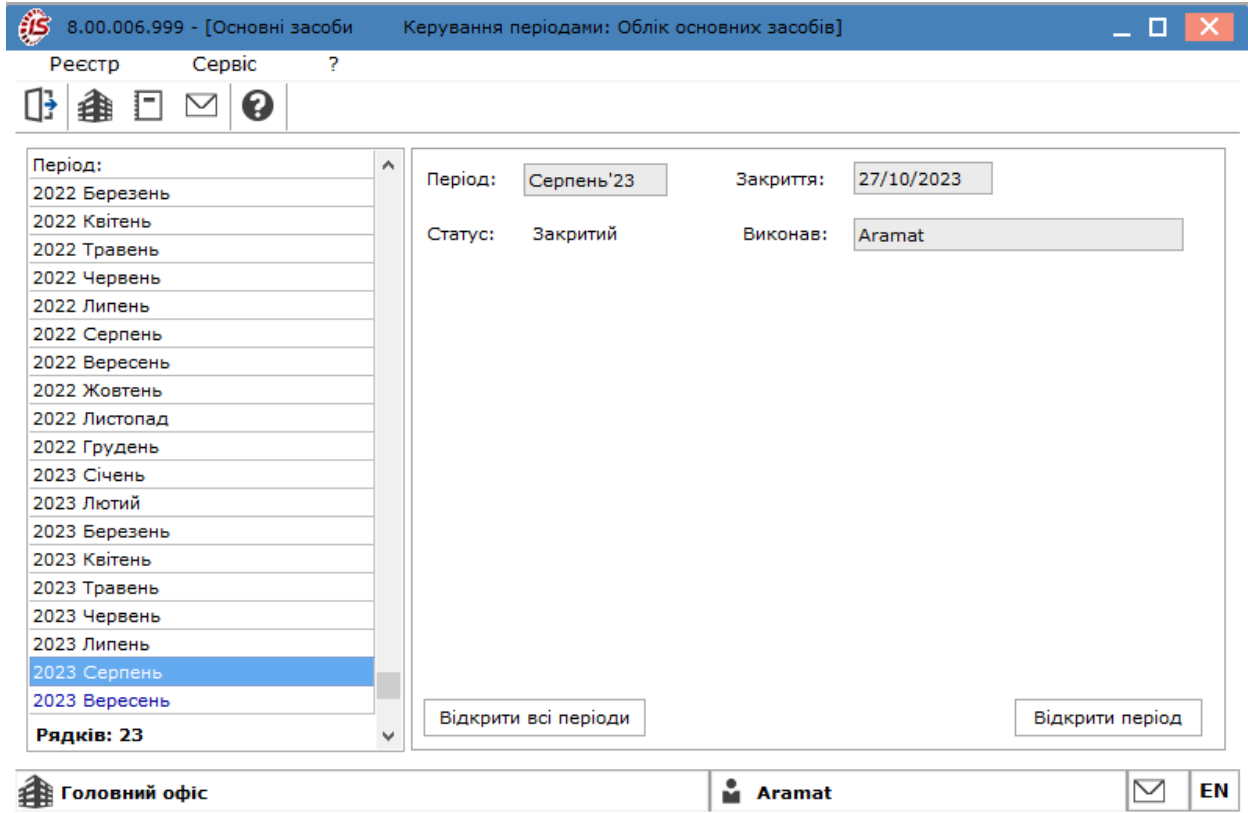 8.00.006.999 - [Основні засоби Керування періодами: Облік основних засобів]
Реєстр Сервіс ?
Період:
2022 Березень
2022 Квітень
2022 Травень
2022 Червень
2022 Липень
2022 Серпень
2022 Вересень
2022 Жовтень
2022 Листопад
2022 Грудень
2023 Січень
2023 Лютий
2023 Березень
2023 Квітень
2023 Травень
2023 Червень
2023 Липень
2023 Серпень
2023 Вересень
Рядків: 23
Період: Серпень'23 Закриття: 27/10/2023
Статус: Закритий Виконав: Aramat
Відкрити всі періоди Відкрити період
Головний офіс Aramat EN